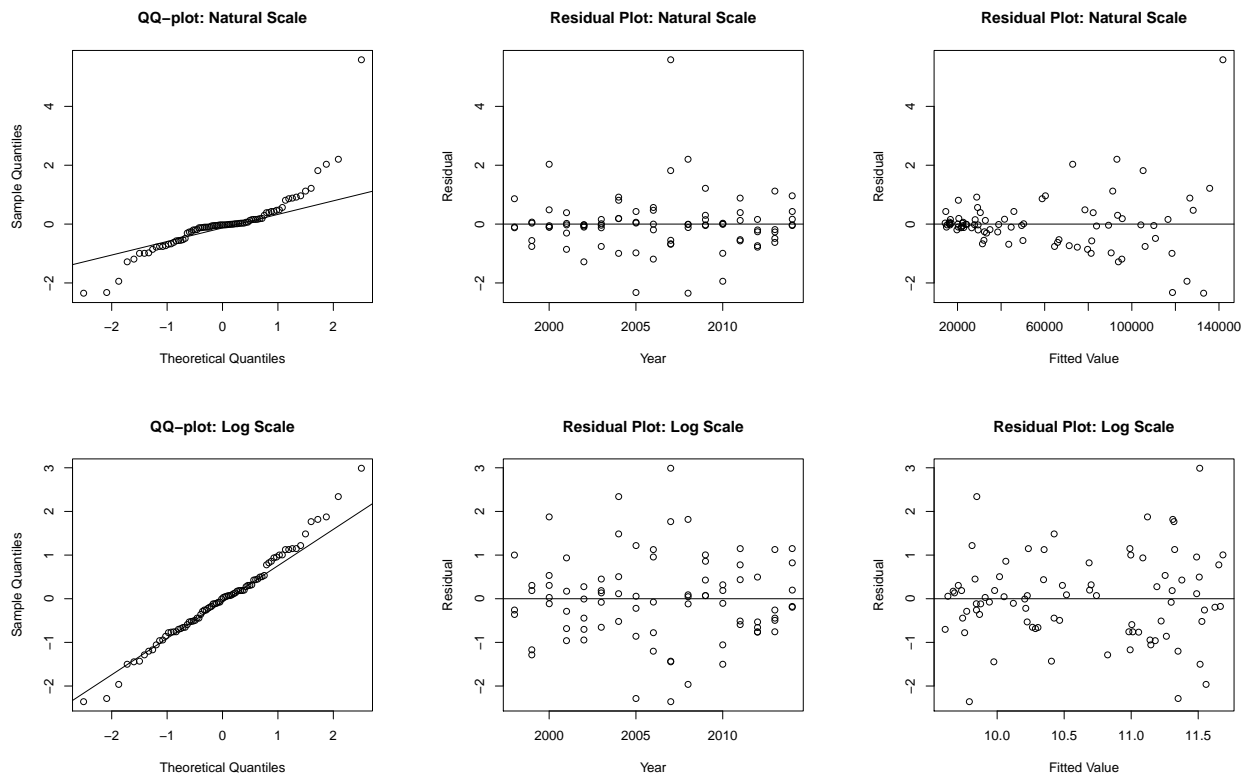 QQ−plot: Natural Scale
Sample Quantiles
−2 0 2 4
−2 −1 0 1 2
Theoretical Quantiles
Residual Plot: Natural Scale
Residual
−2 0 2 4
2000 2005 2010
Year
Residual Plot: Natural Scale
Residual
−2 0 2 4
20000 60000 100000 140000
Fitted Value
QQ−plot: Log Scale
Sample Quantiles
−2 −1 0 1 2 3
−2 −1 0 1 2
Theoretical Quantiles
Residual Plot: Log Scale
Residual
−2 −1 0 1 2 3
2000 2005 2010
Year
Residual Plot: Log Scale
Residual
−2 −1 0 1 2 3
10.0 10.5 11.0 11.5
Fitted Value